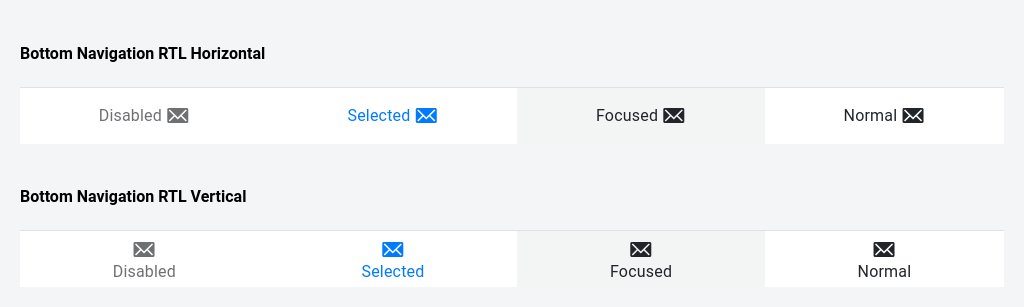 Bottom Navigation RTL Horizontal
Disabled Selected Focused Normal
Bottom Navigation RTL Vertical
Disabled Selected Focused Normal